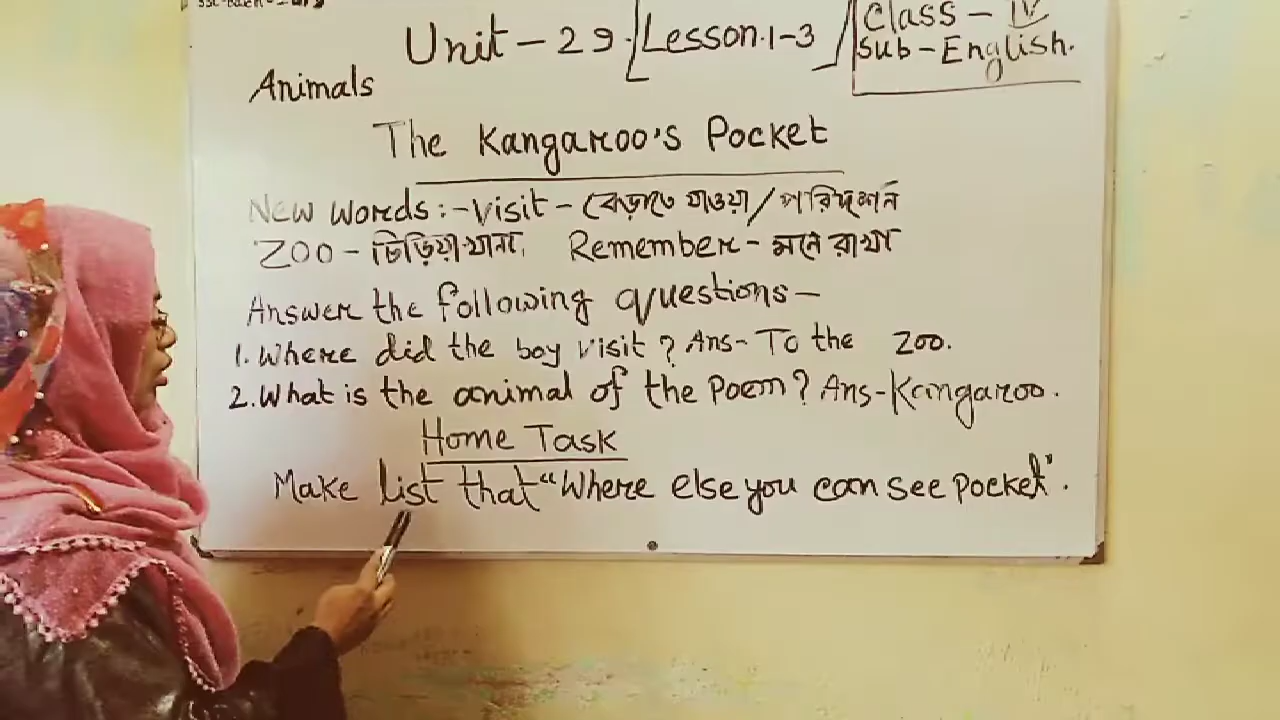 Unit-29. Lesson.1-3
Class-IV
Sub-English.
Animals
The Kangaroo's Pocket
New Words:-Visit-বেড়াতে যাওয়া/পরিদর্শন
Zoo-চিড়িয়াখানা, Remember-মনে রাখা
Answer the following questions-
1. Where did the boy visit? Ans- To the zoo.
2. What is the animal of the Poem? Ans-Kangaroo.
Home Task
Make list that "Where else you can see pocket".